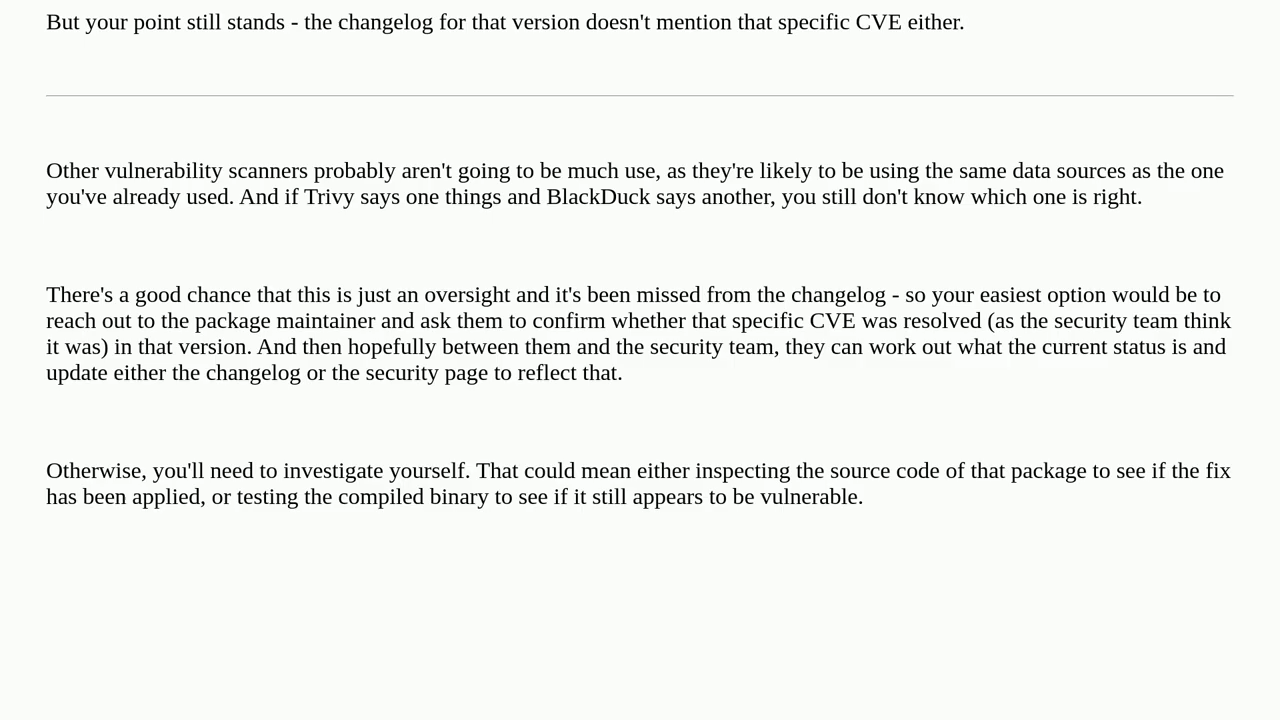 But your point still stands - the changelog for that version doesn't mention that specific CVE either.
Other vulnerability scanners probably aren't going to be much use, as they're likely to be using the same data sources as the one
you've already used. And if Trivy says one things and BlackDuck says another, you still don't know which one is right.
There's a good chance that this is just an oversight and it's been missed from the changelog - so your easiest option would be to
reach out to the package maintainer and ask them to confirm whether that specific CVE was resolved (as the security team think
it was) in that version. And then hopefully between them and the security team, they can work out what the current status is and
update either the changelog or the security page to reflect that.
Otherwise, you'll need to investigate yourself. That could mean either inspecting the source code of that package to see if the fix
has been applied, or testing the compiled binary to see if it still appears to be vulnerable.